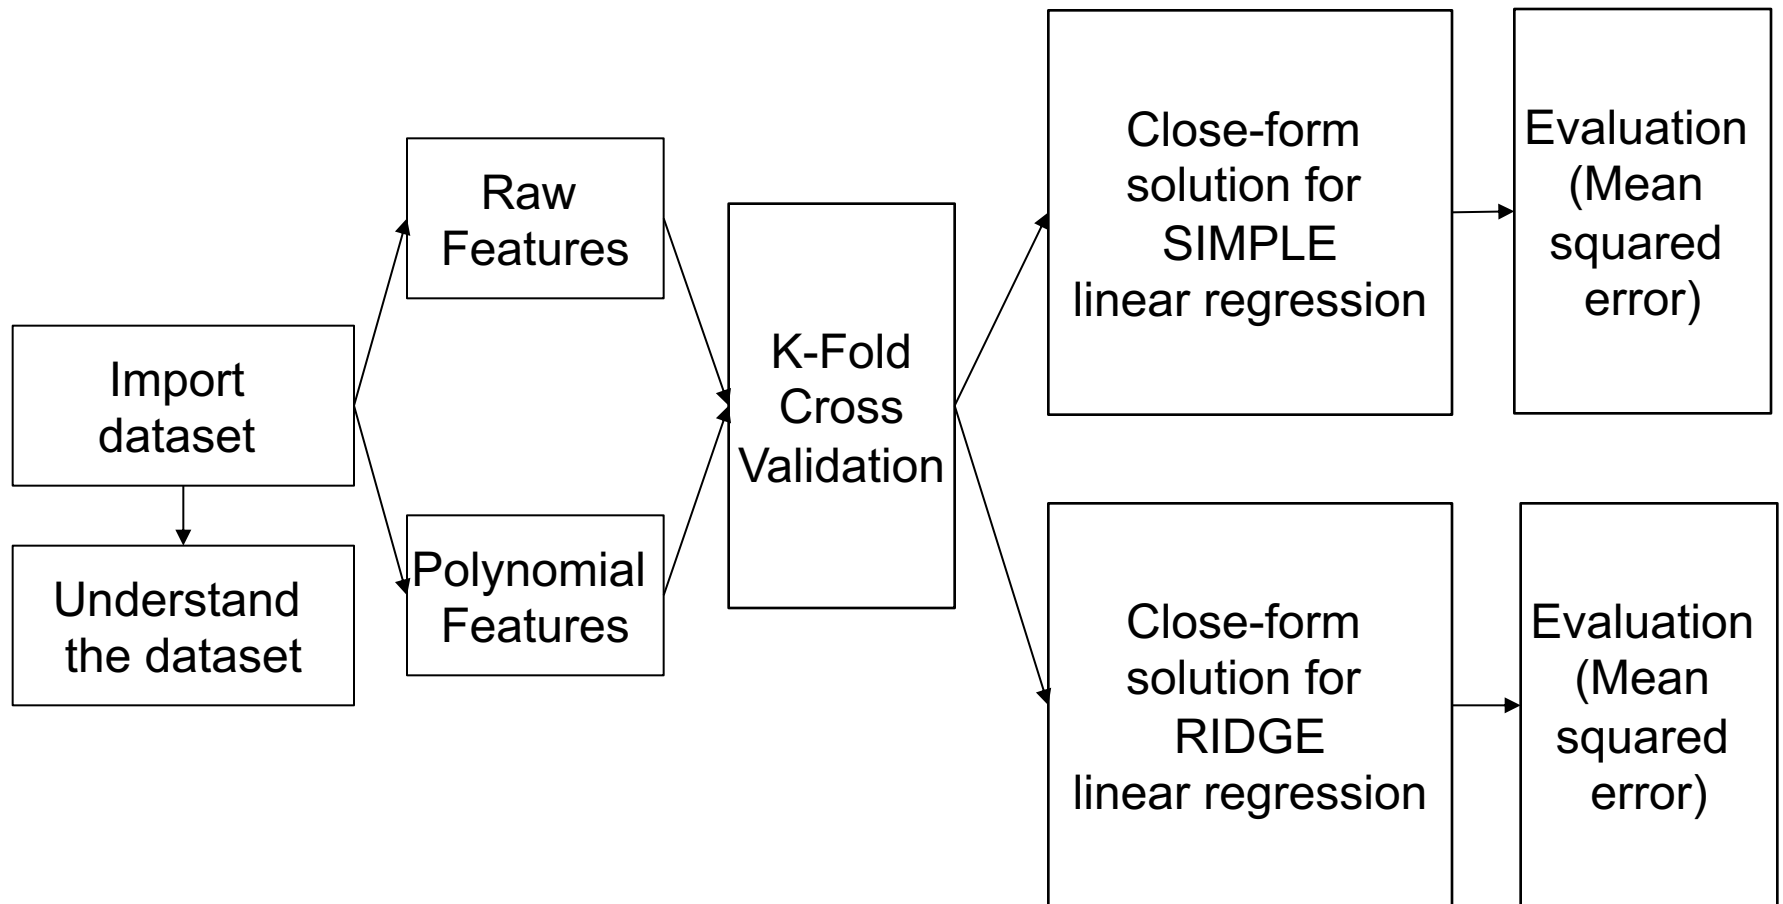 Import
dataset
Understand
the dataset
Raw
Features
Polynomial
Features
K-Fold
Cross
Validation
Close-form
solution for
SIMPLE
linear regression
Evaluation
(Mean
squared
error)
Close-form
solution for
RIDGE
linear regression
Evaluation
(Mean
squared
error)